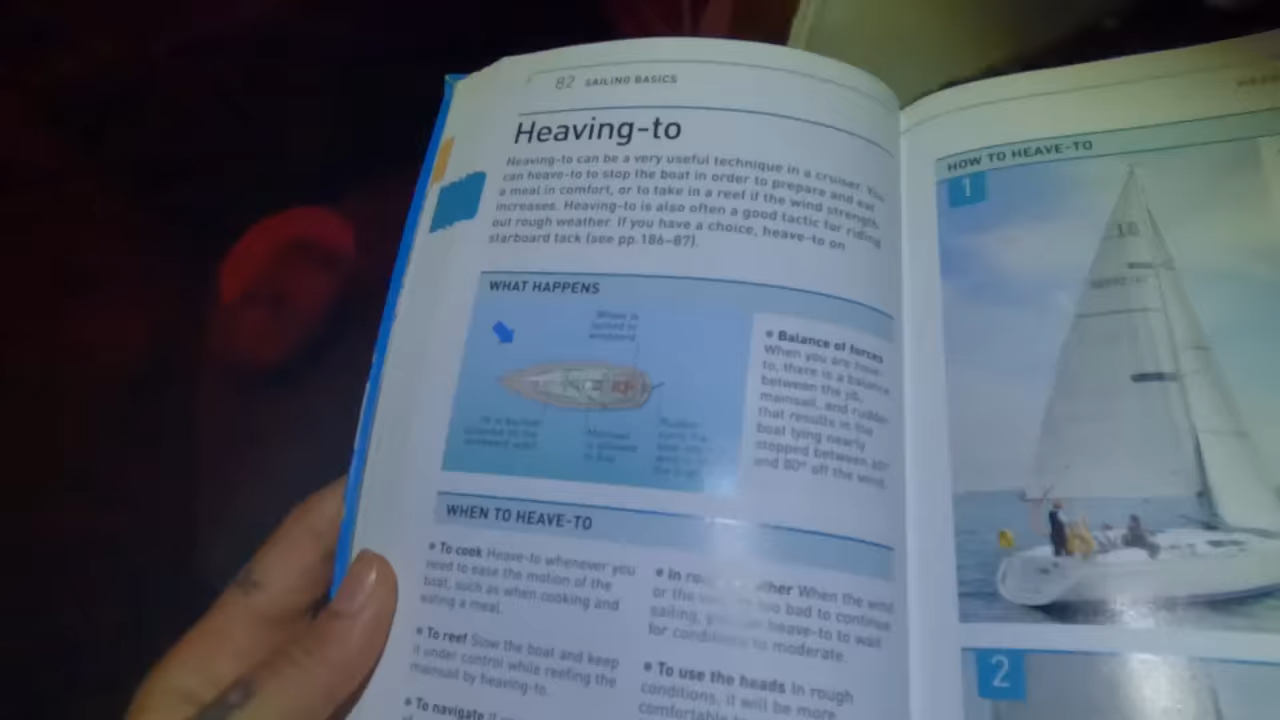 82 SAILING BASICS
Heaving-to
Heaving-to can be a very useful technique in a cruiser. You
can heave-to to stop the boat in order to prepare and eat
a meal in comfort, or to take in a reef if the wind strength
increases. Heaving-to is also often a good tactic for riding
out rough weather. If you have a choice, heave-to on
starboard tack (see pp.186–87).
WHAT HAPPENS
• Balance of forces
When you are hove-
to, there is a balance
between the jib,
mainsail, and rudder
that results in the
boat lying nearly
stopped between
and 80° off the wind.
WHEN TO HEAVE-TO
• To cook Heave-to whenever you
need to ease the motion of the
boat, such as when cooking and
eating a meal.
• To reef Slow the boat and keep
it under control while reefing the
mainsail by heaving-to.
• To navigate
• In When the wind
or the too bad to continue
sailing, heave-to to wait
for conditions to moderate.
• To use the heads In rough
conditions, it will be more
comfortable
HOW TO HEAVE-TO
1
2